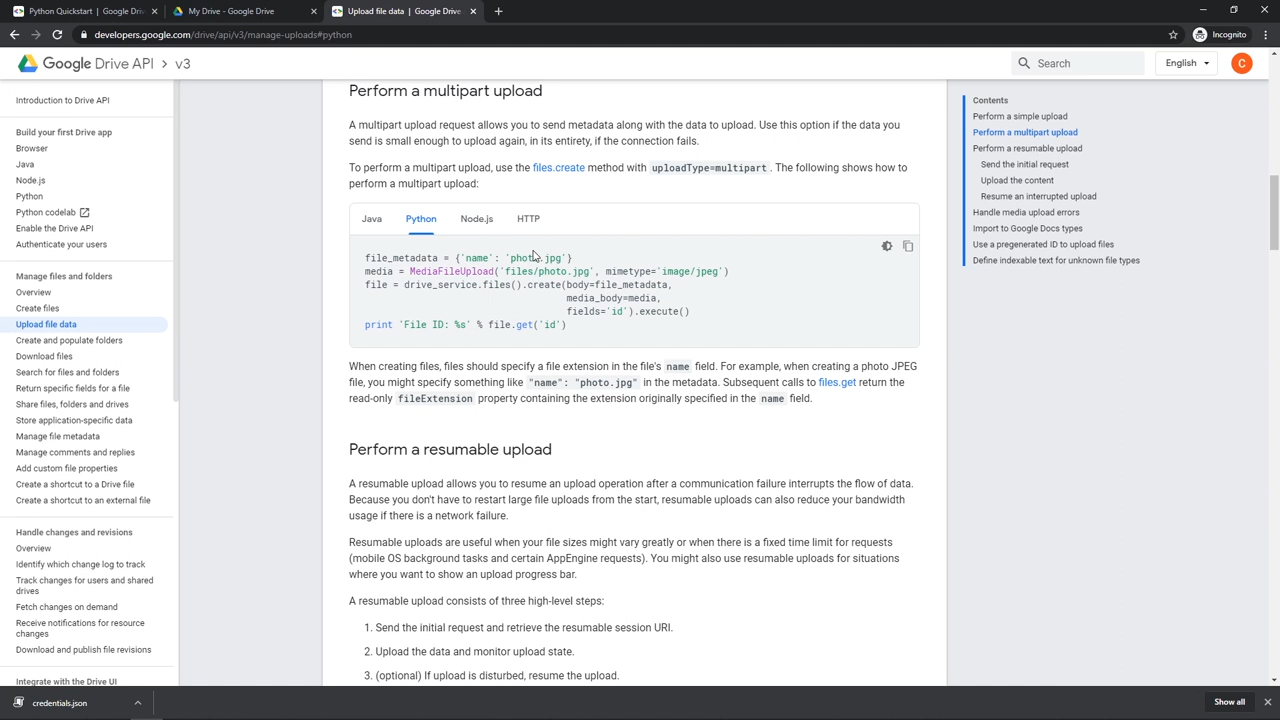 Python Quickstart | Google Dri
My Drive - Google Drive
Upload file data | Google Drive
developers.google.com/drive/api/v3/manage-uploads#python
Incognito
Google Drive API > v3
Search
English
C
Introduction to Drive API
Build your first Drive app
Browser
Java
Node.js
Python
Python codelab
Enable the Drive API
Authenticate your users
Manage files and folders
Overview
Create files
Upload file data
Create and populate folders
Download files
Search for files and folders
Return specific fields for a file
Share files, folders and drives
Store application-specific data
Manage file metadata
Manage comments and replies
Add custom file properties
Create a shortcut to a Drive file
Create a shortcut to an external file
Handle changes and revisions
Overview
Identify which change log to track
Track changes for users and shared
drives
Fetch changes on demand
Receive notifications for resource
changes
Download and publish file revisions
Integrate with the Drive UI
Perform a multipart upload
A multipart upload request allows you to send metadata along with the data to upload. Use this option if the data you
send is small enough to upload again, in its entirety, if the connection fails.
To perform a multipart upload, use the files.create method with uploadType=multipart . The following shows how to
perform a multipart upload:
Java Python Node.js HTTP
file_metadata = {'name': 'photo.jpg'}
media = MediaFileUpload('files/photo.jpg', mimetype='image/jpeg')
file = drive_service.files().create(body=file_metadata,
media_body=media,
fields='id').execute()
print 'File ID: %s' % file.get('id')
When creating files, files should specify a file extension in the file's name field. For example, when creating a photo JPEG
file, you might specify something like "name": "photo.jpg" in the metadata. Subsequent calls to files.get return the
read-only fileExtension property containing the extension originally specified in the name field.
Perform a resumable upload
A resumable upload allows you to resume an upload operation after a communication failure interrupts the flow of data.
Because you don't have to restart large file uploads from the start, resumable uploads can also reduce your bandwidth
usage if there is a network failure.
Resumable uploads are useful when your file sizes might vary greatly or when there is a fixed time limit for requests
(mobile OS background tasks and certain AppEngine requests). You might also use resumable uploads for situations
where you want to show an upload progress bar.
A resumable upload consists of three high-level steps:
1. Send the initial request and retrieve the resumable session URI.
2. Upload the data and monitor upload state.
3. (optional) If upload is disturbed, resume the upload.
Contents
Perform a simple upload
Perform a multipart upload
Perform a resumable upload
Send the initial request
Upload the content
Resume an interrupted upload
Handle media upload errors
Import to Google Docs types
Use a pregenerated ID to upload files
Define indexable text for unknown file types
credentials.json
Show all